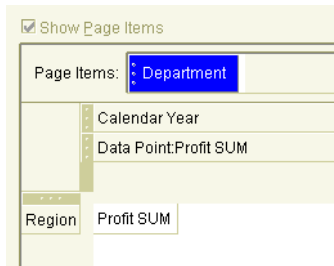 Show Page Items
Page Items: Department
Calendar Year
Data Point:Profit SUM
Region Profit SUM